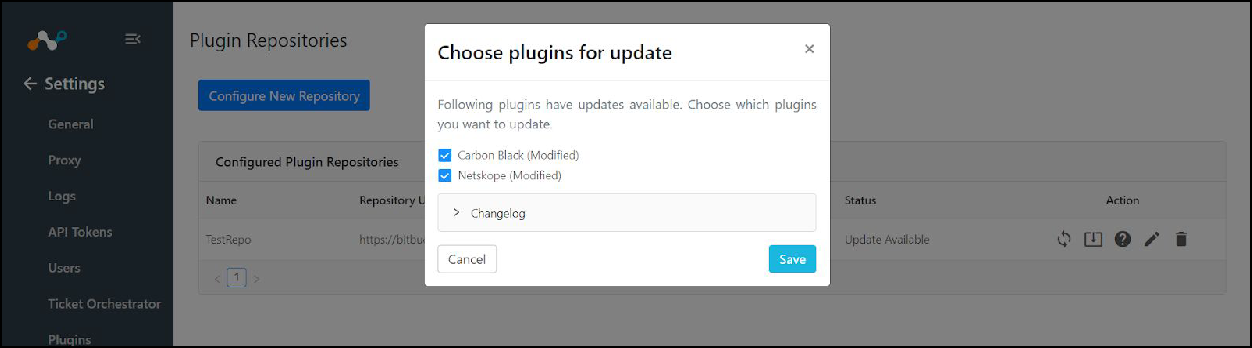 Plugin Repositories
Settings
General
Proxy
Logs
API Tokens
Users
Ticket Orchestrator
Plugins
Configure New Repository
Configured Plugin Repositories
Name Repository U Status Action
TestRepo https://bitbu Update Available
< 1 >
Choose plugins for update ×
Following plugins have updates available. Choose which plugins
you want to update.
Carbon Black (Modified)
Netskope (Modified)
> Changelog
Cancel Save